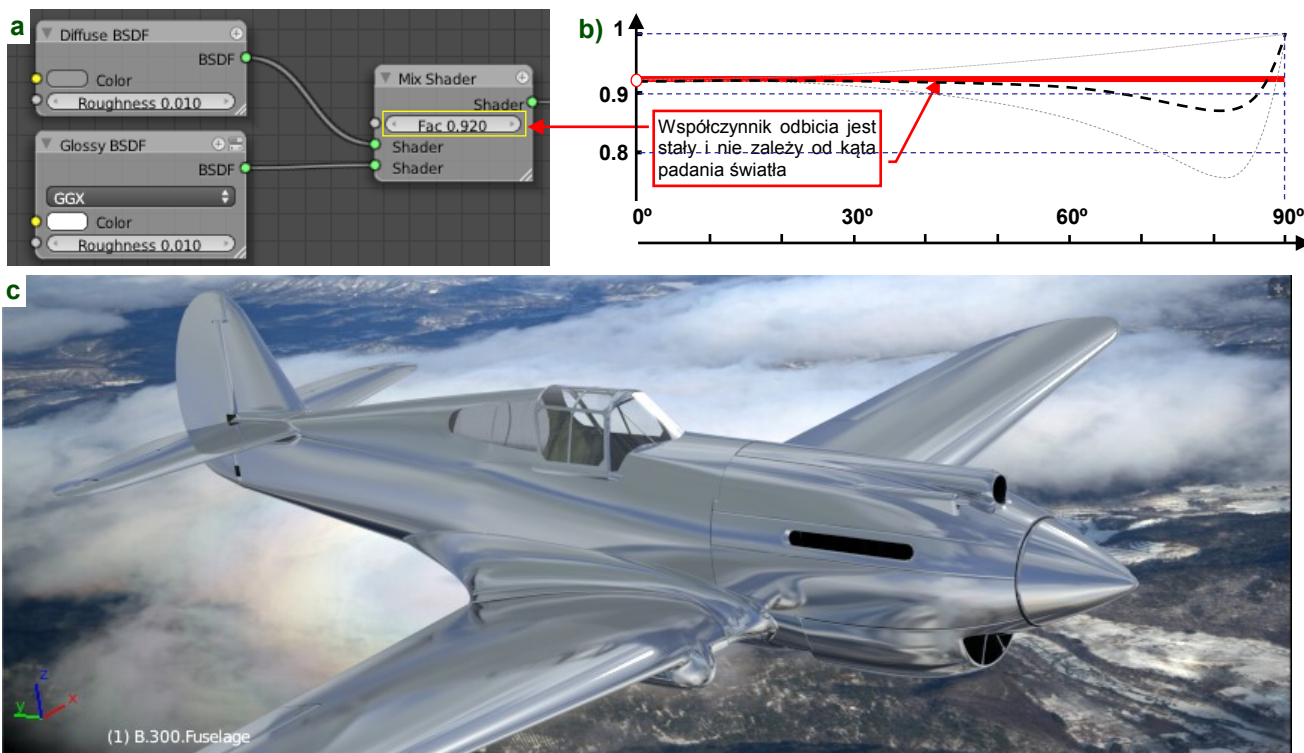 a
Diffuse BSDF
BSDF
Color
Roughness 0.010
Glossy BSDF
BSDF
GGX
Color
Roughness 0.010
Mix Shader
Shader
Fac 0.920
Shader
Shader
b)
1
0.9
0.8
Współczynnik odbicia jest
stały i nie zależy od kąta
padania światła
0º 30º 60º 90º
c
z
y x
(1) B.300.Fuselage